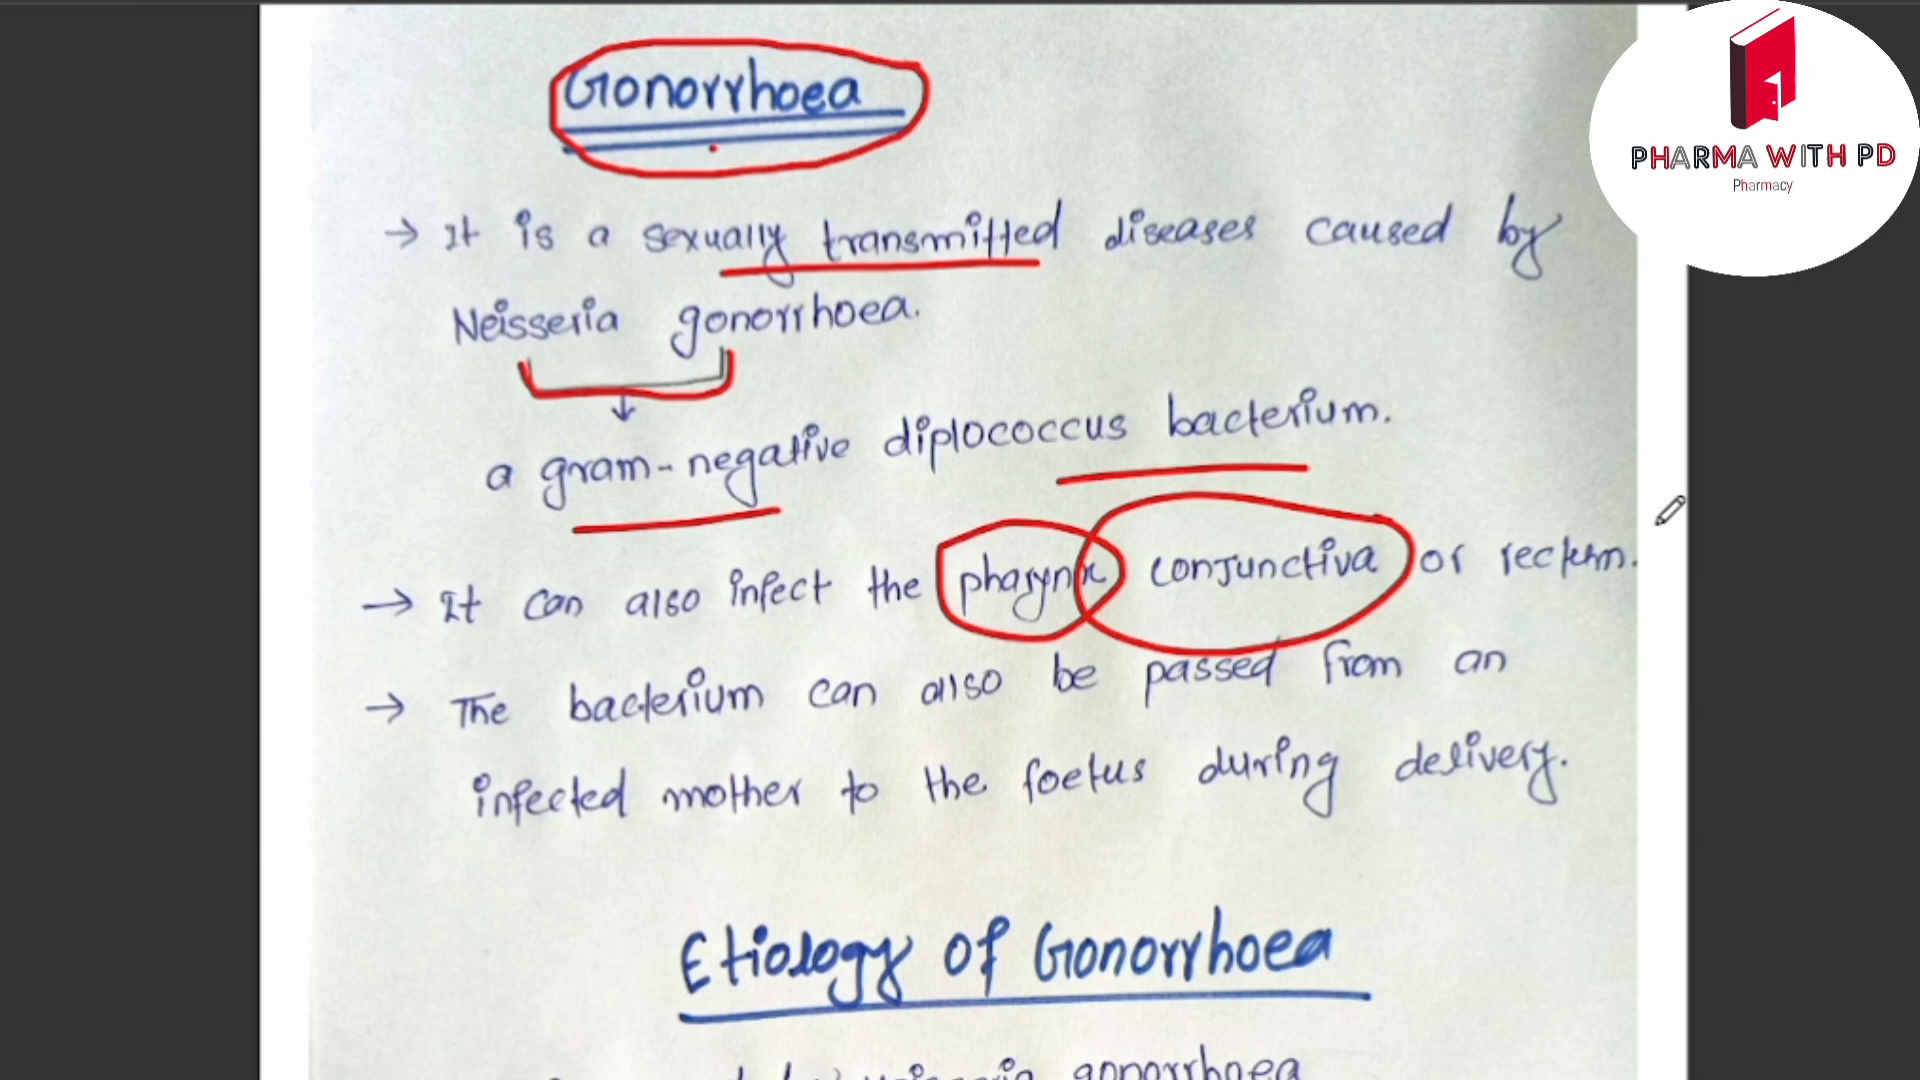 Gonorrhoea
PHARMA WITH PD
Pharmacy
→ It is a sexually transmitted diseases caused by
Neisseria gonorrhoea.
↓
a gram-negative diplococcus bacterium.
→ It can also infect the pharynx conjunctiva or rectum.
→ The bacterium can also be passed from an
infected mother to the foetus during delivery.
Etiology of Gonorrhoea
gonorrhoea